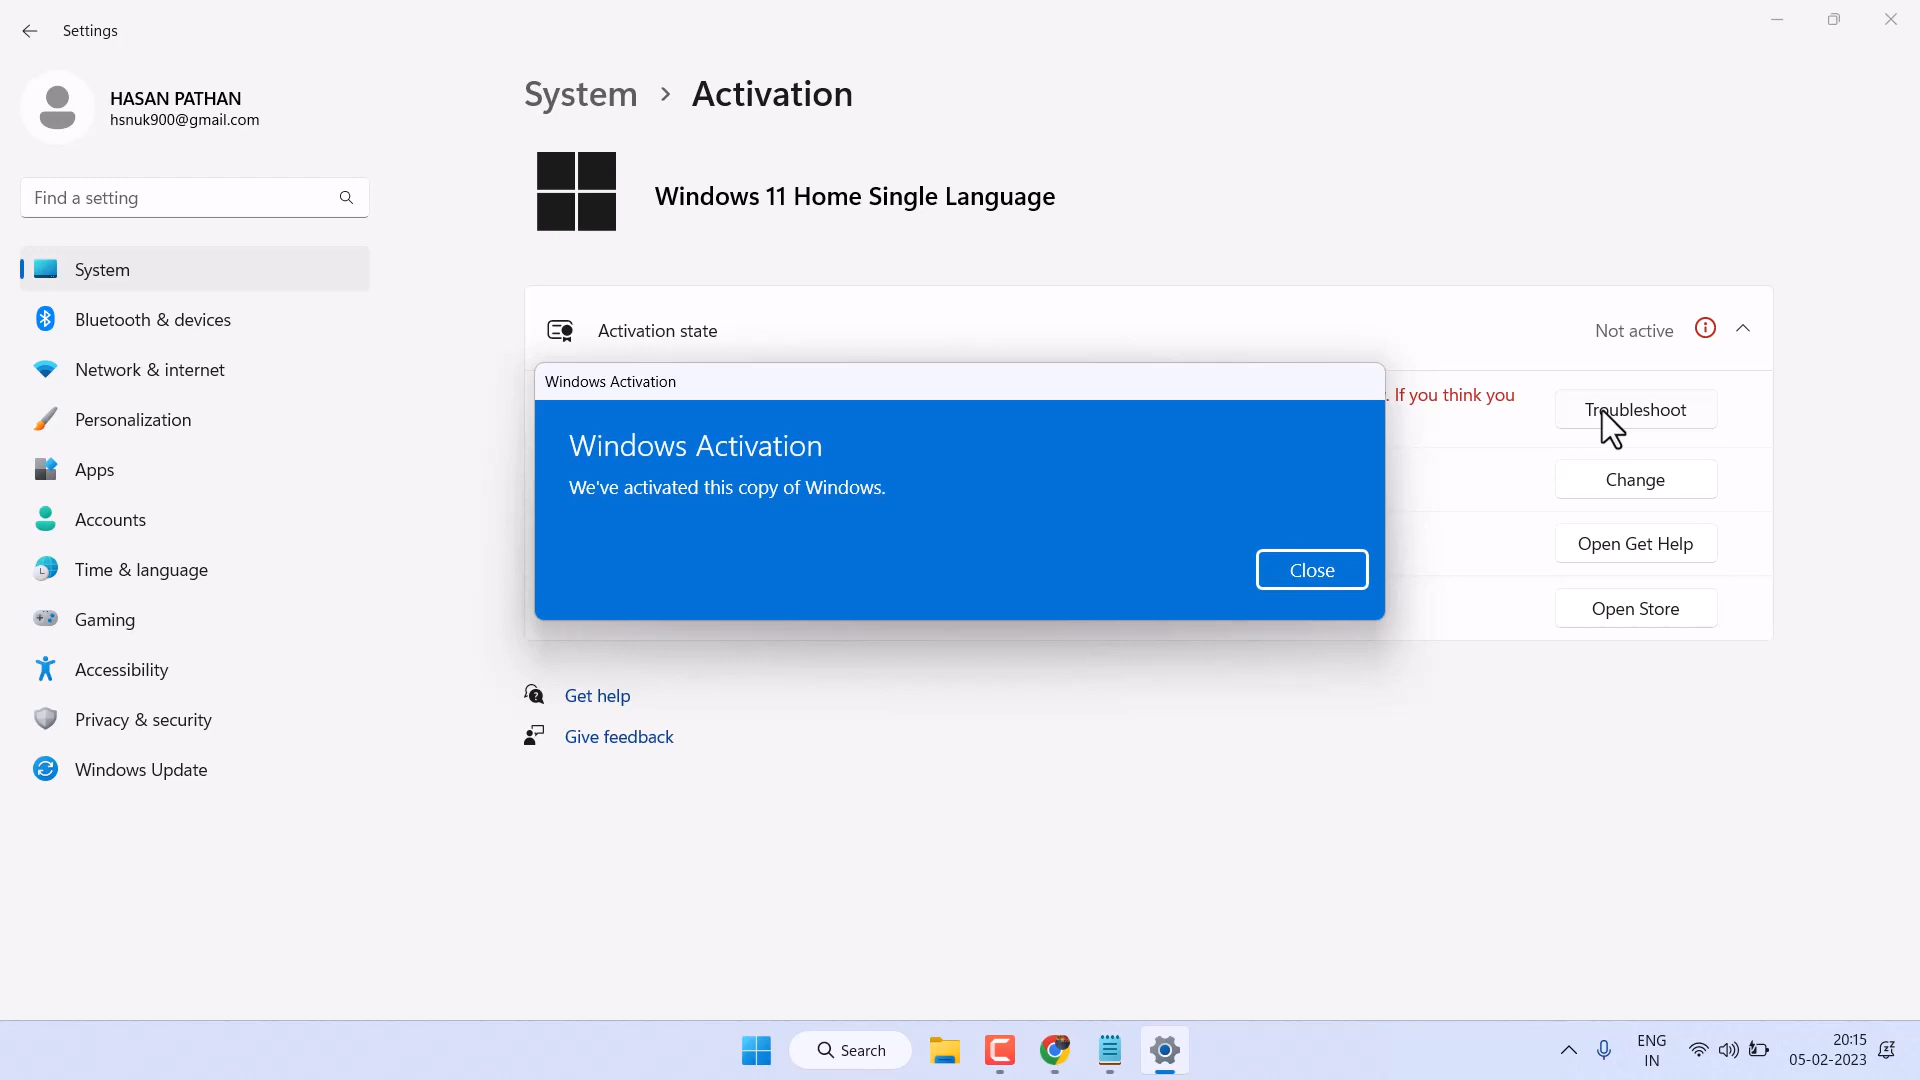 Settings
HASAN PATHAN
hsnuk900@gmail.com
Find a setting
System
Bluetooth & devices
Network & internet
Personalization
Apps
Accounts
Time & language
Gaming
Accessibility
Privacy & security
Windows Update
System > Activation
Windows 11 Home Single Language
Activation state
Not active
. If you think you
Troubleshoot
Change
Open Get Help
Open Store
Windows Activation
Windows Activation
We've activated this copy of Windows.
Close
Get help
Give feedback
Search
ENG
IN
20:15
05-02-2023